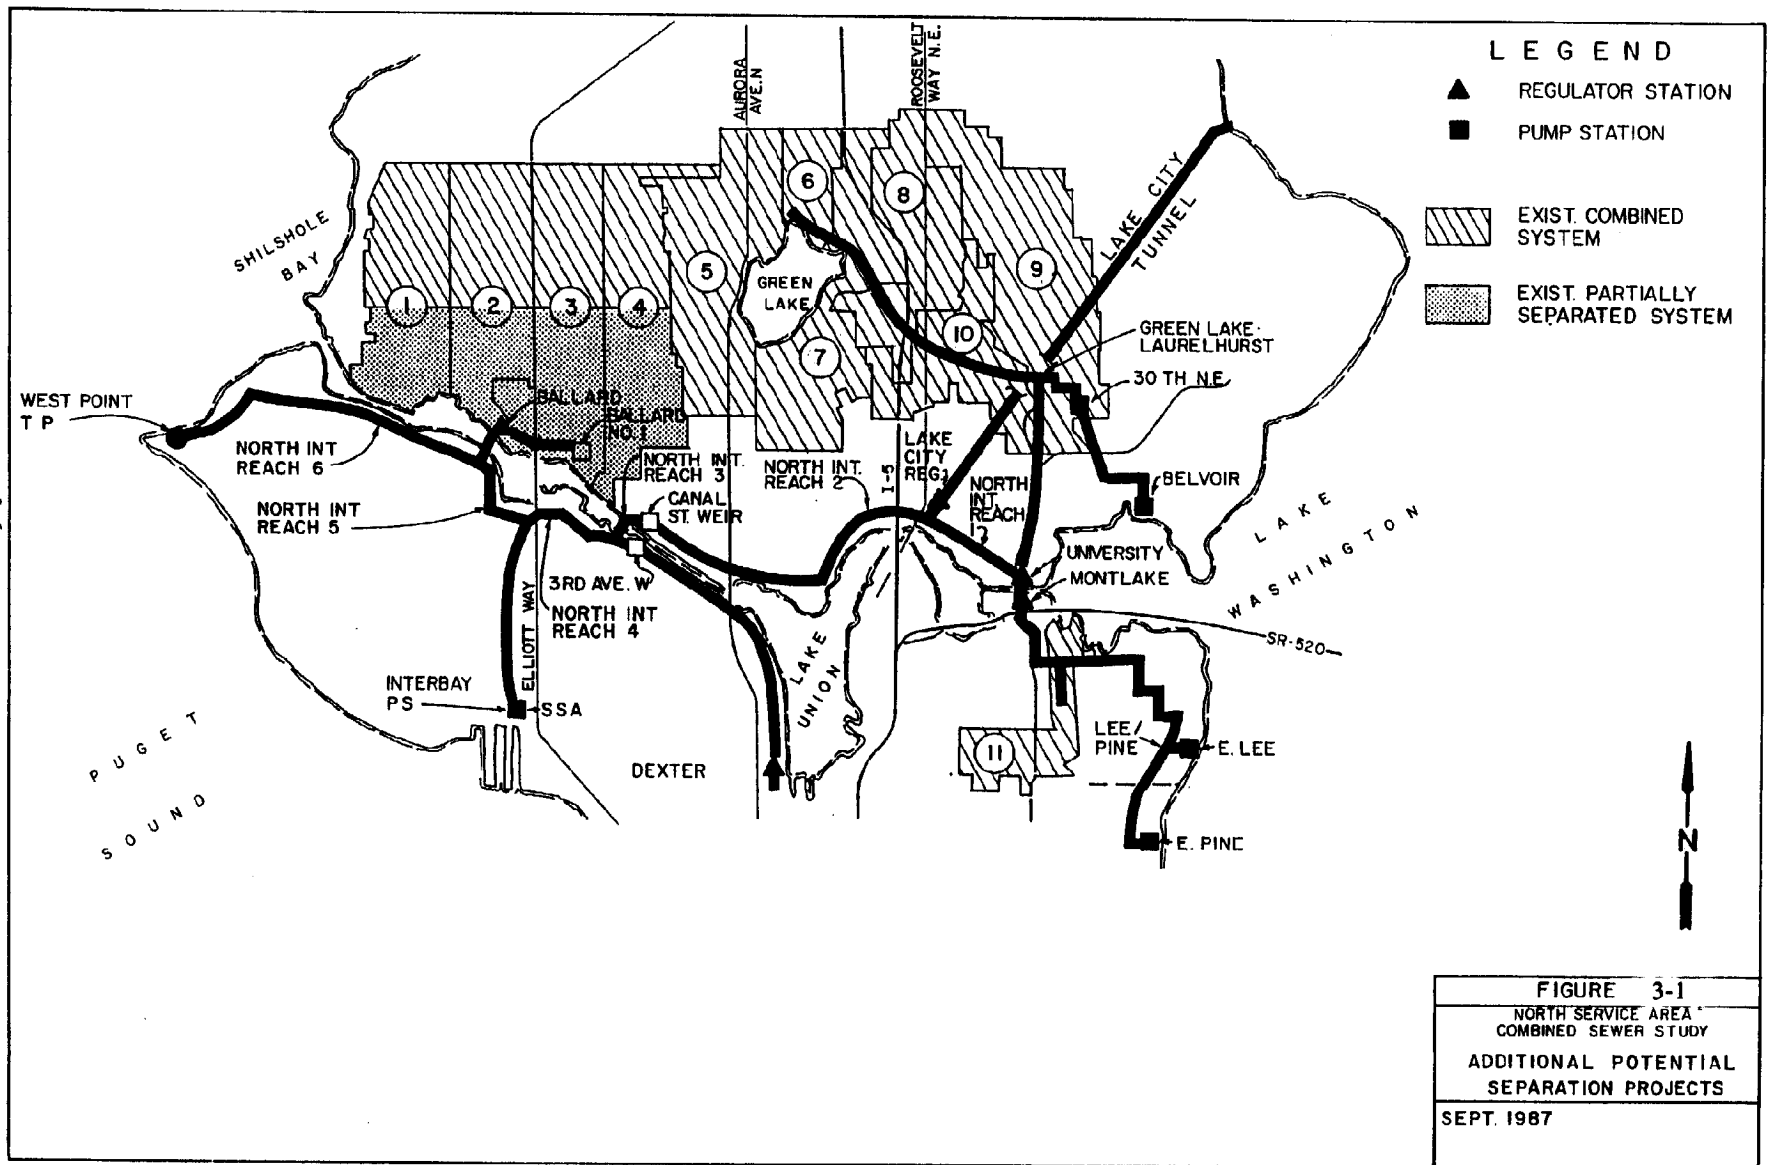 LEGEND
REGULATOR STATION
PUMP STATION
EXIST. COMBINED
SYSTEM
EXIST. PARTIALLY
SEPARATED SYSTEM
AURORA
AVE. N
ROOSEVELT
WAY N.E.
LAKE CITY
TUNNEL
SHILSHOLE
BAY
1
2
3
4
5
6
7
8
9
10
11
GREEN
LAKE
GREEN LAKE-
LAURELHURST
30 TH N.E.
WEST POINT
T P
BALLARD
BALLARD
NO. 1
NORTH INT
REACH 6
NORTH INT.
REACH 3
NORTH INT.
REACH 2
I-5
LAKE
CITY
REG.
NORTH
INT.
REACH
1
BELVOIR
NORTH INT
REACH 5
CANAL
ST. WEIR
LAKE
WASHINGTON
UNIVERSITY
MONTLAKE
3RD AVE. W
NORTH INT
REACH 4
ELLIOTT WAY
LAKE
UNION
SR-520
INTERBAY
PS
SSA
DEXTER
LEE/
PINE
E. LEE
E. PINE
PUGET
SOUND
N
FIGURE 3-1
NORTH SERVICE AREA
COMBINED SEWER STUDY
ADDITIONAL POTENTIAL
SEPARATION PROJECTS
SEPT. 1987